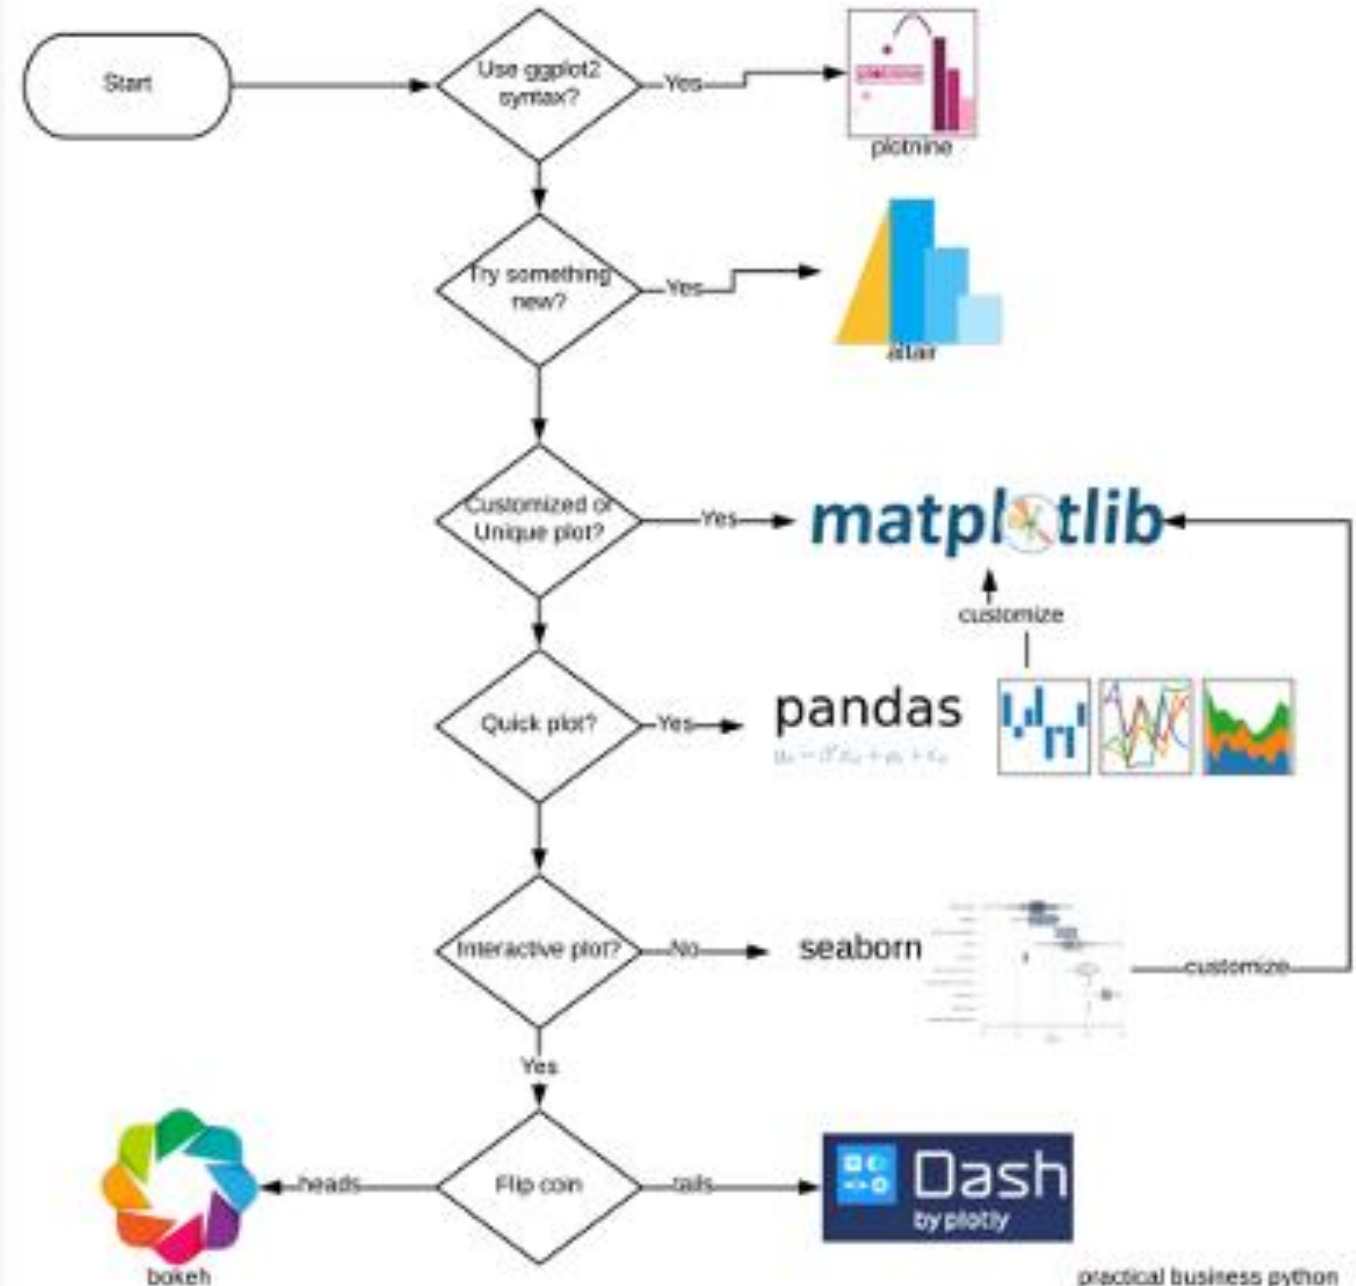 Start
Use ggplot2
syntax?
Yes
plotnine
Try something
new?
Yes
altair
Customized or
Unique plot?
Yes
matplotlib
customize
Quick plot?
Yes
pandas
Interactive plot?
No
seaborn
customize
Yes
heads
Flip coin
tails
Dash
by plotly
bokeh
practical business python